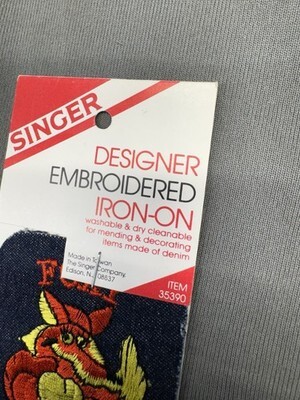 SINGER
DESIGNER
EMBROIDERED
IRON-ON
washable & dry cleanable
for mending & decorating
items made of denim
Made in Taiwan
The Singer Company
Edison, N.J. 08837
ITEM
35390